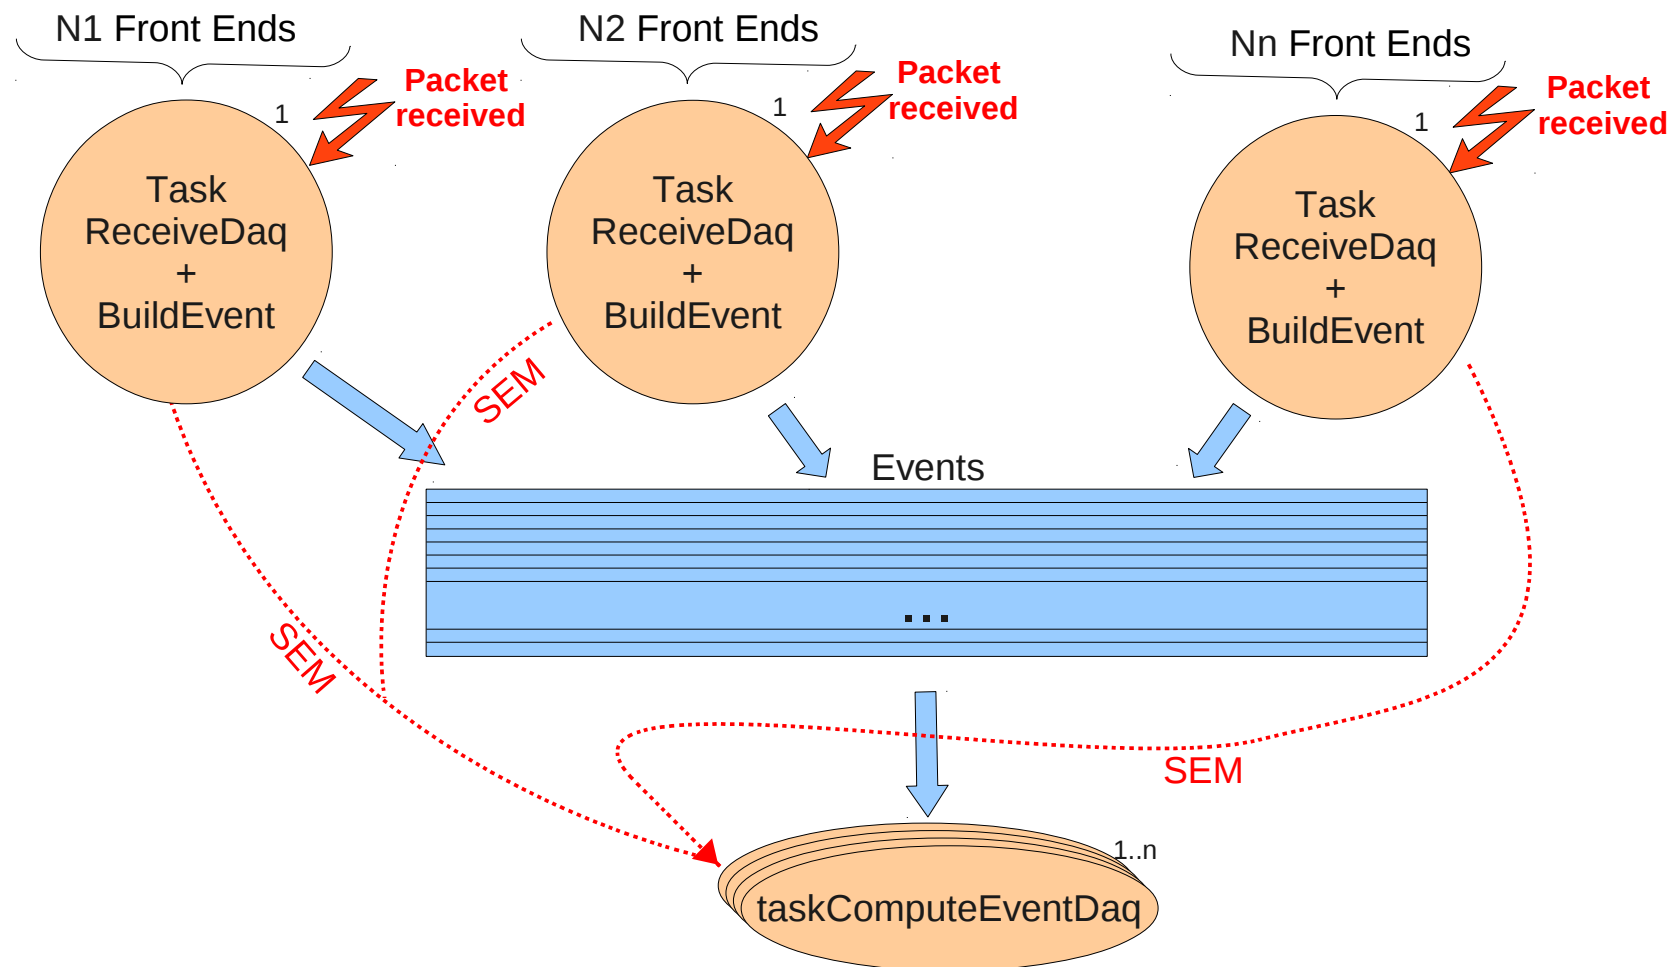 N1 Front Ends
N2 Front Ends
Nn Front Ends
Packet
received
Packet
received
Packet
received
1
1
1
Task
ReceiveDaq
+
BuildEvent
Task
ReceiveDaq
+
BuildEvent
Task
ReceiveDaq
+
BuildEvent
SEM
Events
...
SEM
SEM
1..n
taskComputeEventDaq